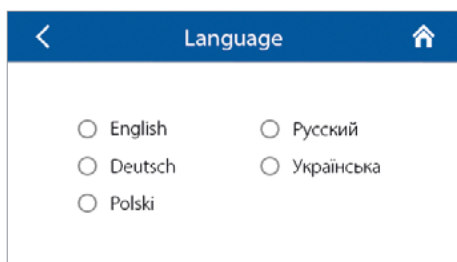 Language
English
Deutsch
Polski
Русский
Українська